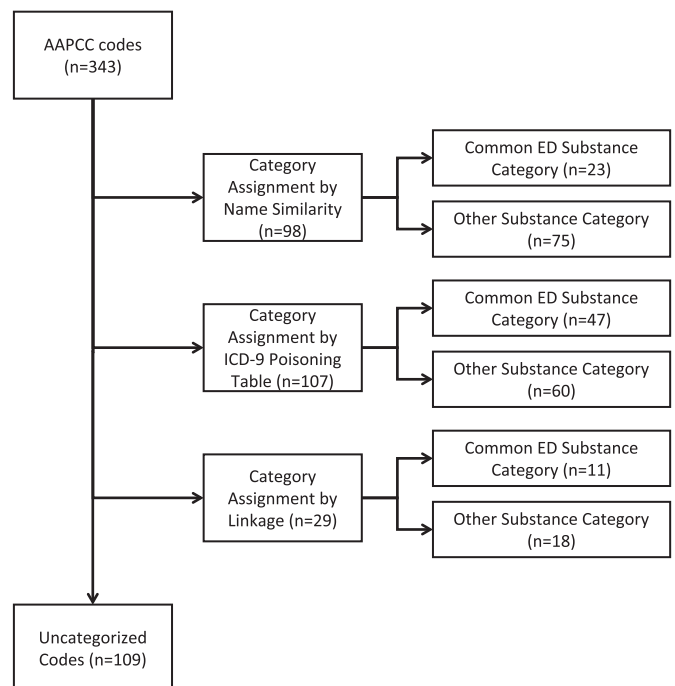 AAPCC codes
(n=343)
Category
Assignment by
Name Similarity
(n=98)
Common ED Substance
Category (n=23)
Other Substance Category
(n=75)
Category
Assignment by
ICD-9 Poisoning
Table (n=107)
Common ED Substance
Category (n=47)
Other Substance Category
(n=60)
Category
Assignment by
Linkage (n=29)
Common ED Substance
Category (n=11)
Other Substance Category
(n=18)
Uncategorized
Codes (n=109)